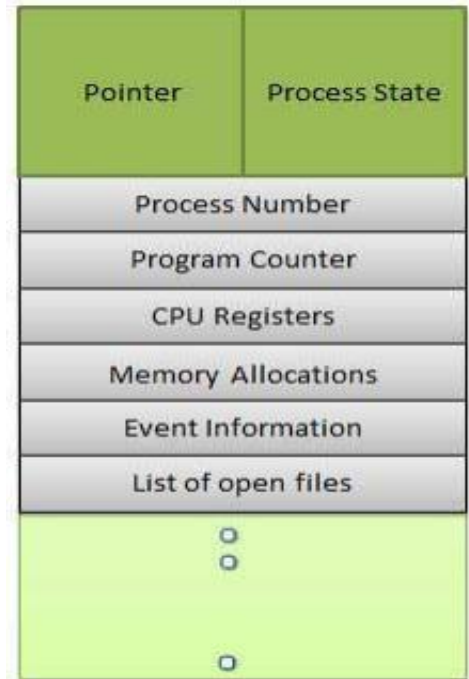 Pointer Process State
Process Number
Program Counter
CPU Registers
Memory Allocations
Event Information
List of open files